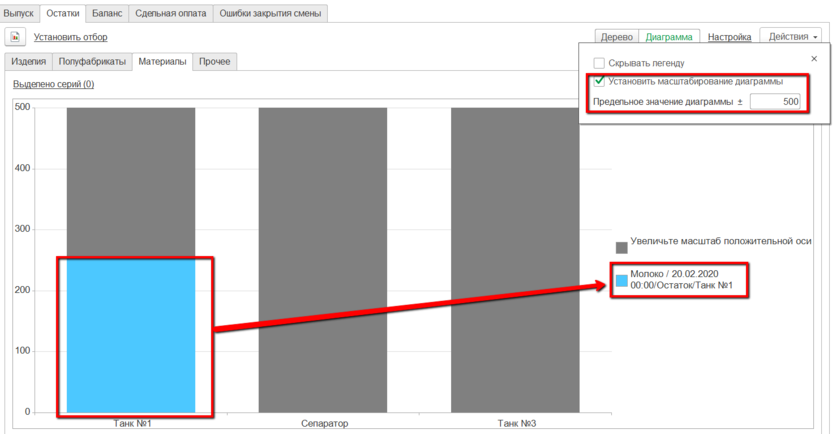 Выпуск Остатки Баланс Сдельная оплата Ошибки закрытия смены
Установить отбор Дерево Диаграмма Настройка Действия
Изделия Полуфабрикаты Материалы Прочее
Скрывать легенду ×
Установить масштабирование диаграммы
Предельное значение диаграммы ± 500
Выделено серий (0)
500
400
300
200
100
0
Танк №1 Сепаратор Танк №3
Увеличьте масштаб положительной оси
Молоко / 20.02.2020
00:00/Остаток/Танк №1